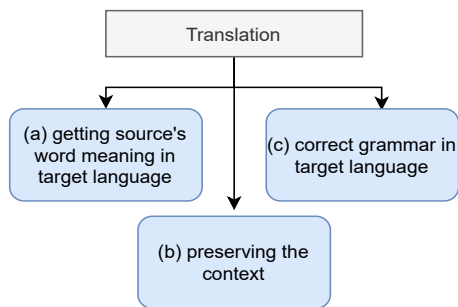 Translation
(a) getting source's
word meaning in
target language
(b) preserving the
context
(c) correct grammar in
target language